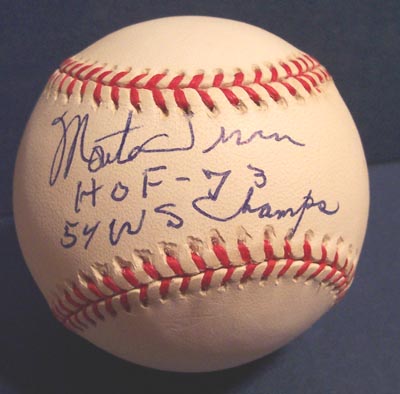 Monte Irvin
HOF-73
54 WS Champs